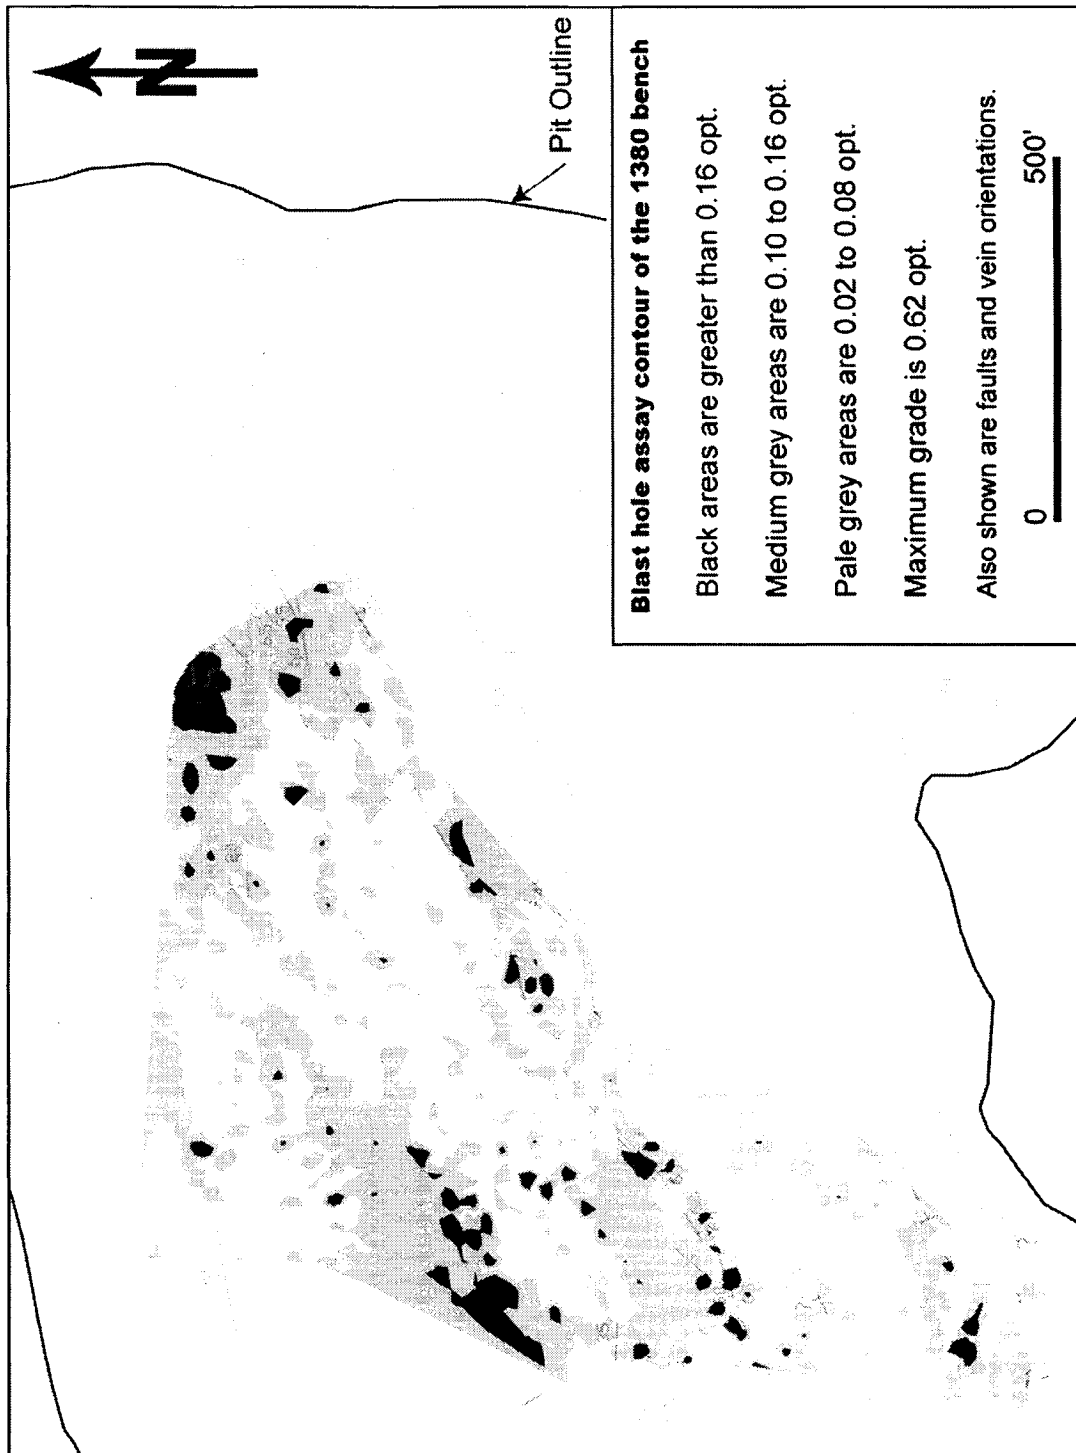 N
Pit Outline
Blast hole assay contour of the 1380 bench
Black areas are greater than 0.16 opt.
Medium grey areas are 0.10 to 0.16 opt.
Pale grey areas are 0.02 to 0.08 opt.
Maximum grade is 0.62 opt.
Also shown are faults and vein orientations.
0 500'